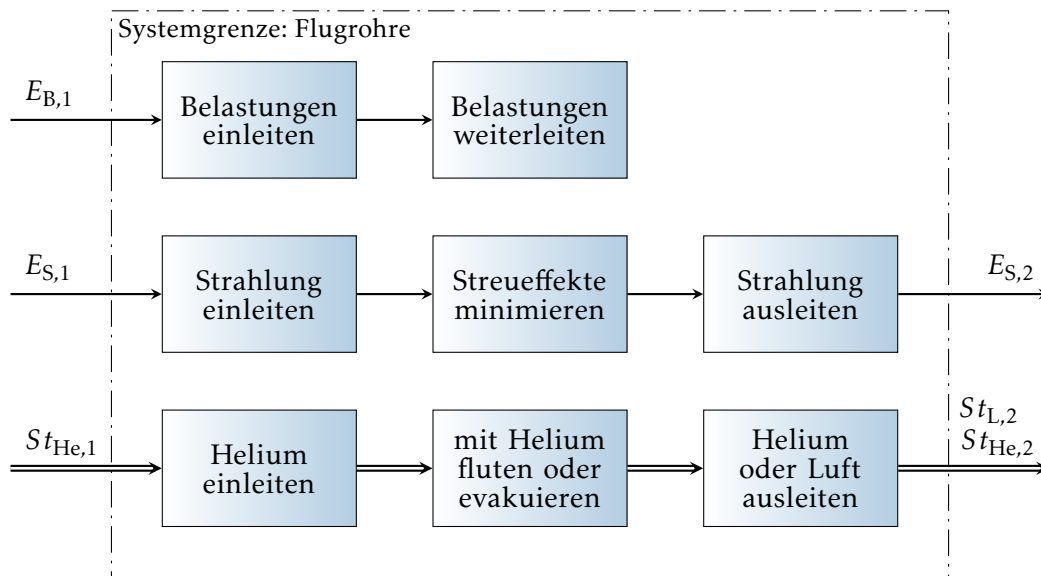 Systemgrenze: Flugrohre
E_B,1
Belastungen
einleiten
Belastungen
weiterleiten
E_S,1
Strahlung
einleiten
Streueffekte
minimieren
Strahlung
ausleiten
E_S,2
St_He,1
Helium
einleiten
mit Helium
fluten oder
evakuieren
Helium
oder Luft
ausleiten
St_L,2
St_He,2